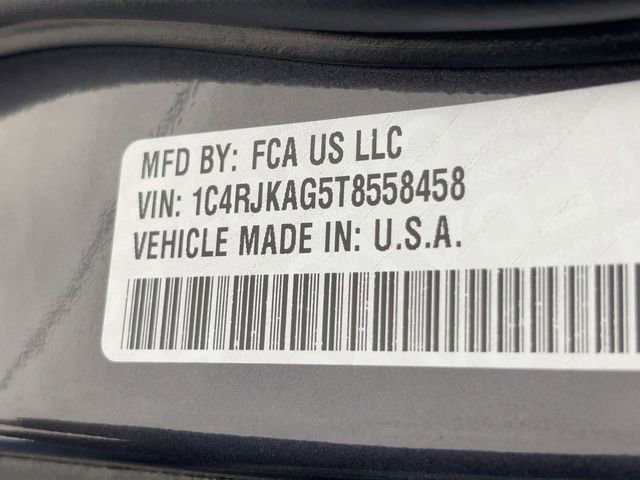 MFD BY: FCA US LLC
VIN: 1C4RJKAG5T8558458
VEHICLE MADE IN: U.S.A.